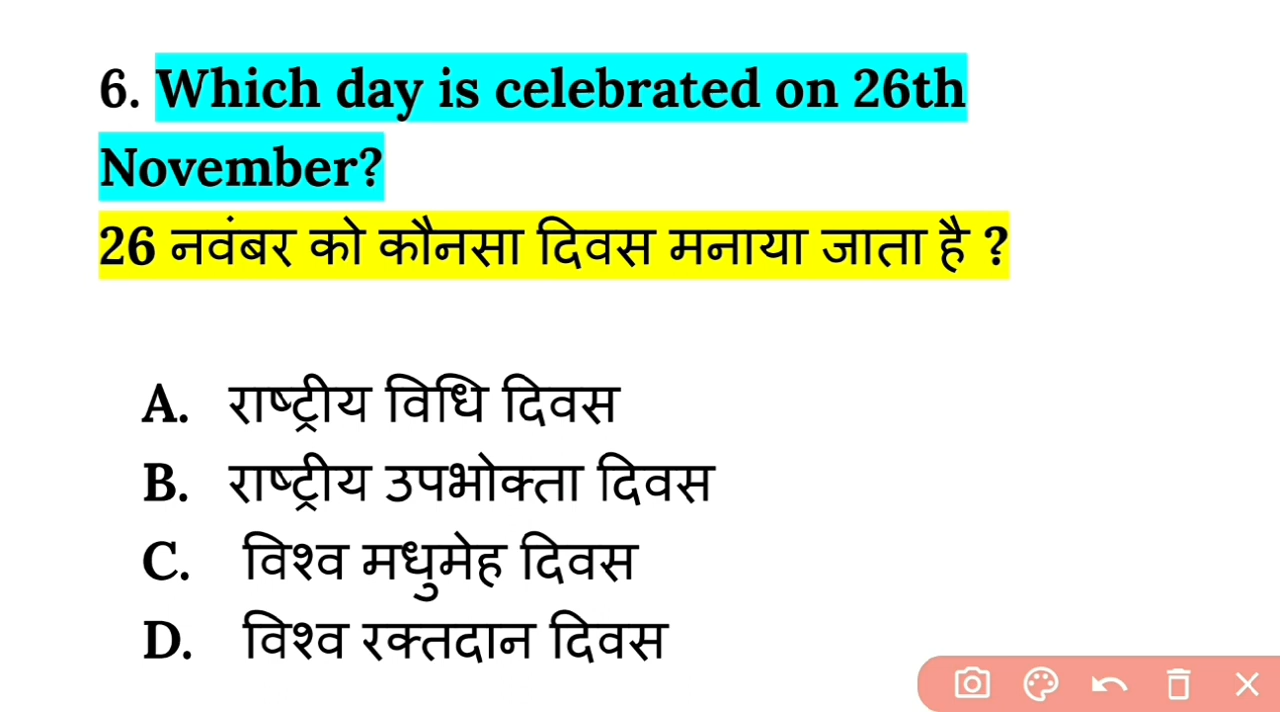 6. Which day is celebrated on 26th
November?
26 नवंबर को कौनसा दिवस मनाया जाता है ?
A. राष्ट्रीय विधि दिवस
B. राष्ट्रीय उपभोक्ता दिवस
C. विश्व मधुमेह दिवस
D. विश्व रक्तदान दिवस